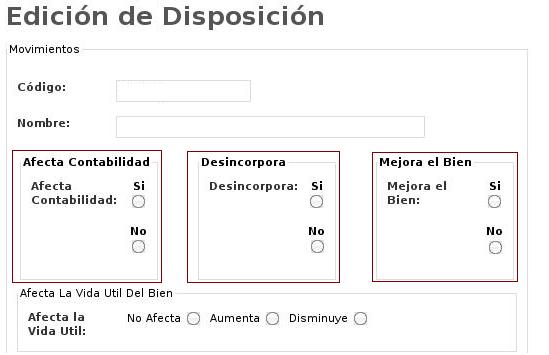 Edición de Disposición
Movimientos
Código:
Nombre:
Afecta Contabilidad
Afecta Contabilidad:
Si
No
Desincorpora
Desincorpora:
Si
No
Mejora el Bien
Mejora el Bien:
Si
No
Afecta La Vida Util Del Bien
Afecta la Vida Util:
No Afecta Aumenta Disminuye